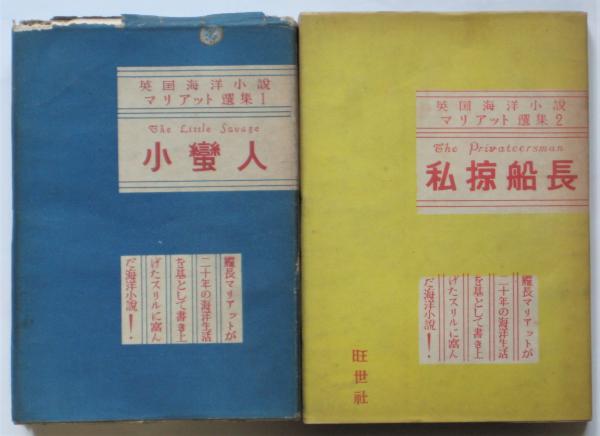 英国海洋小説
マリアット選集1
The Little Savage
小蠻人
艦長マリアットが
二十年の海洋生活
を基として書き上
げたスリルに富ん
だ海洋小説!
英国海洋小説
マリアット選集2
The Privateersman
私掠船長
艦長マリアットが
二十年の海洋生活
を基として書き上
げたスリルに富ん
だ海洋小説!
旺世社